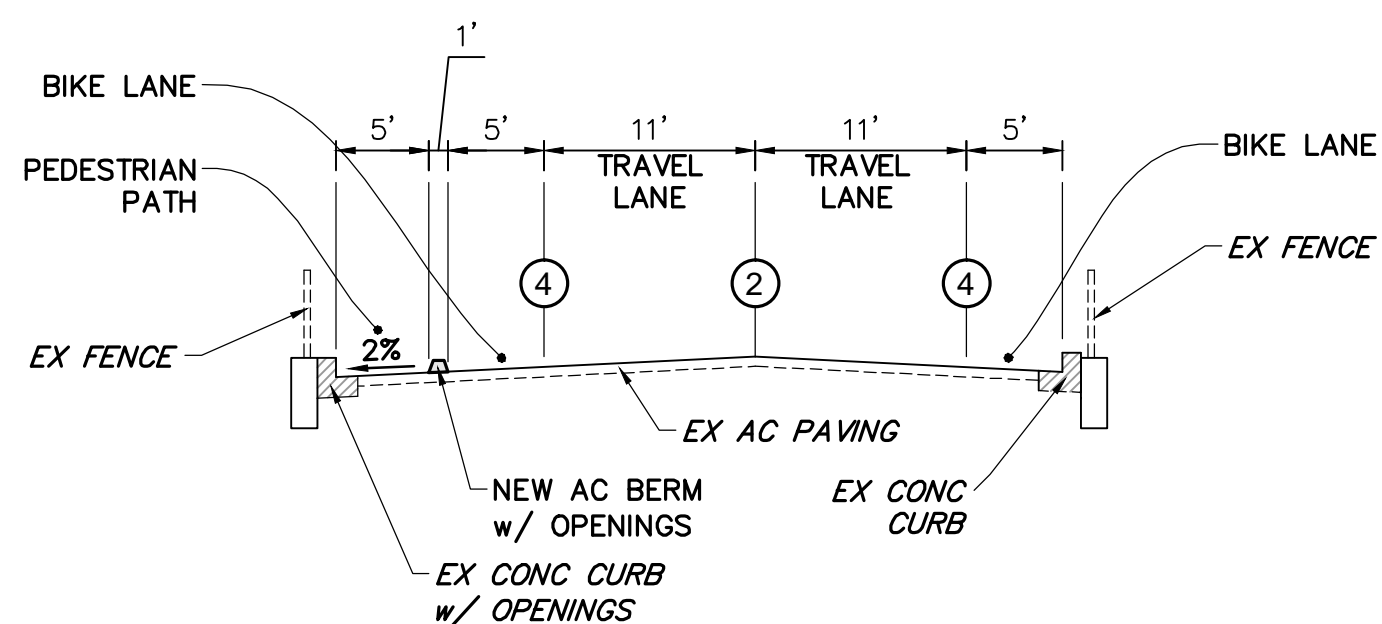 1'
BIKE LANE
5'
5'
11'
11'
5'
BIKE LANE
PEDESTRIAN
PATH
TRAVEL
LANE
TRAVEL
LANE
EX FENCE
4
2
4
EX FENCE
2%
EX AC PAVING
NEW AC BERM
w/ OPENINGS
EX CONC
CURB
EX CONC CURB
w/ OPENINGS